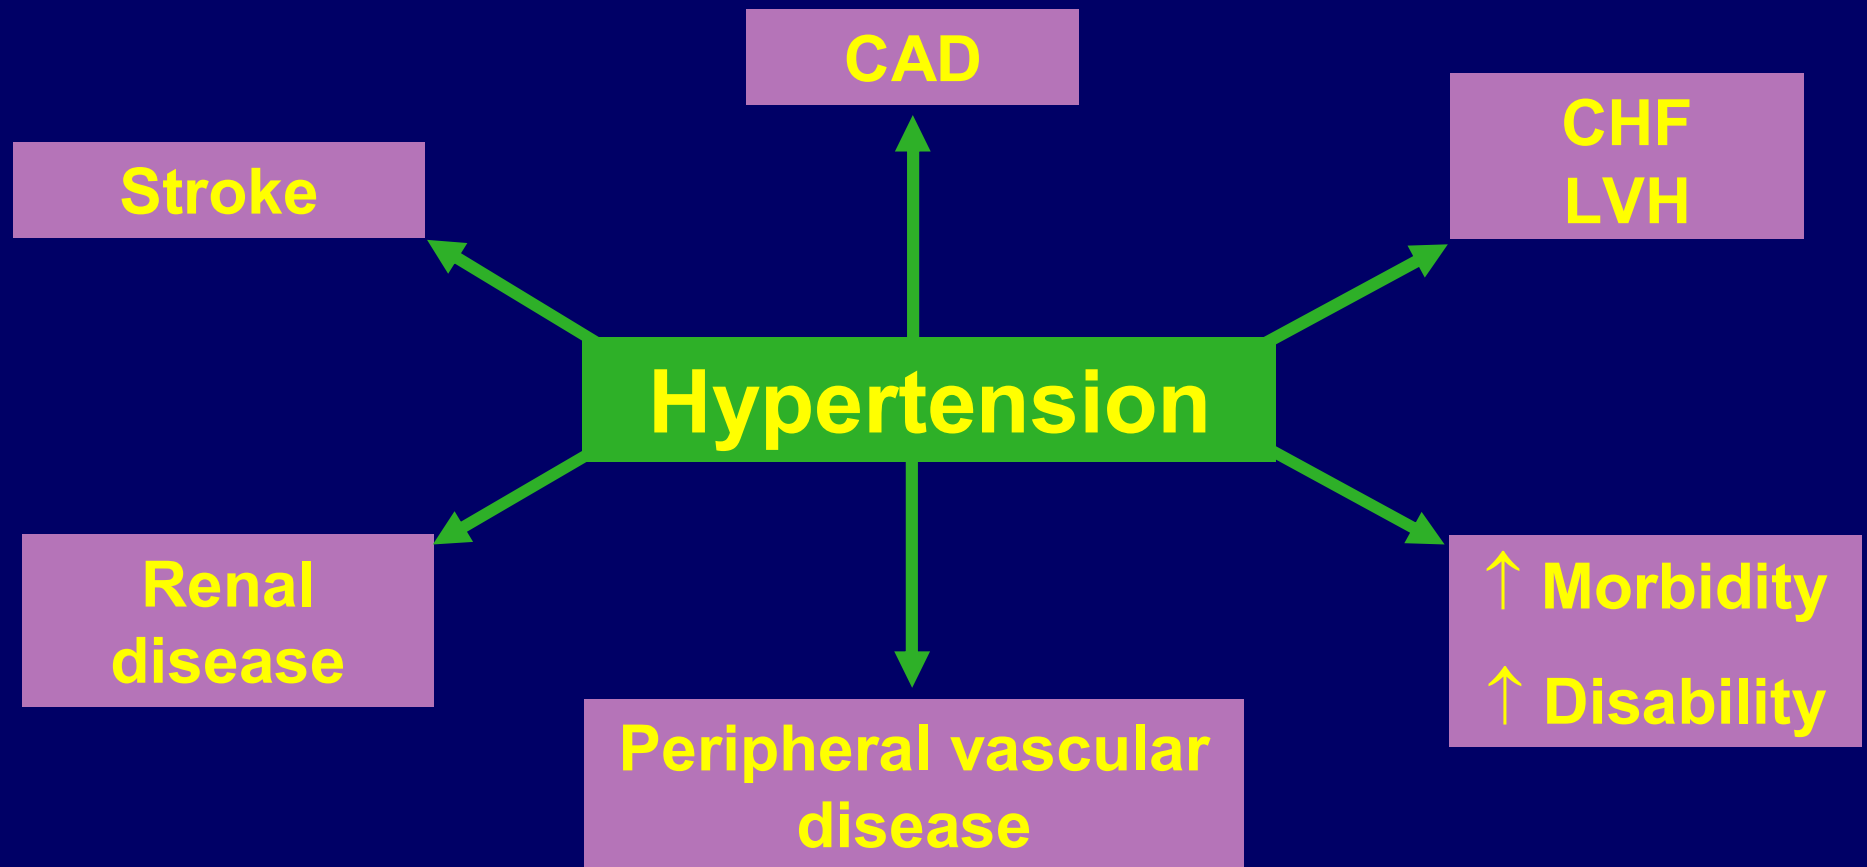 CAD
CHF
LVH
Stroke
Hypertension
Renal
disease
↑ Morbidity
↑ Disability
Peripheral vascular
disease